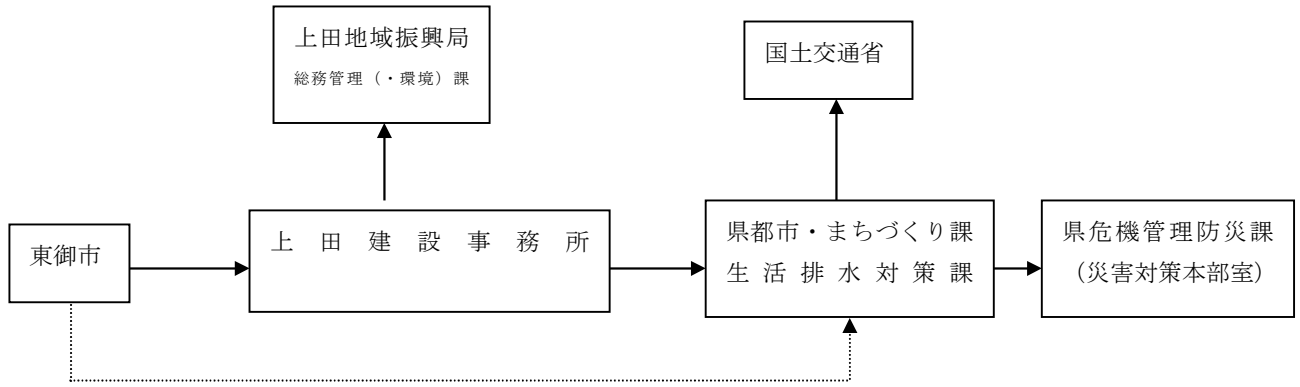 上田地域振興局
総務管理（・環境）課
国土交通省
東御市
上田建設事務所
県都市・まちづくり課
生活排水対策課
県危機管理防災課
（災害対策本部室）